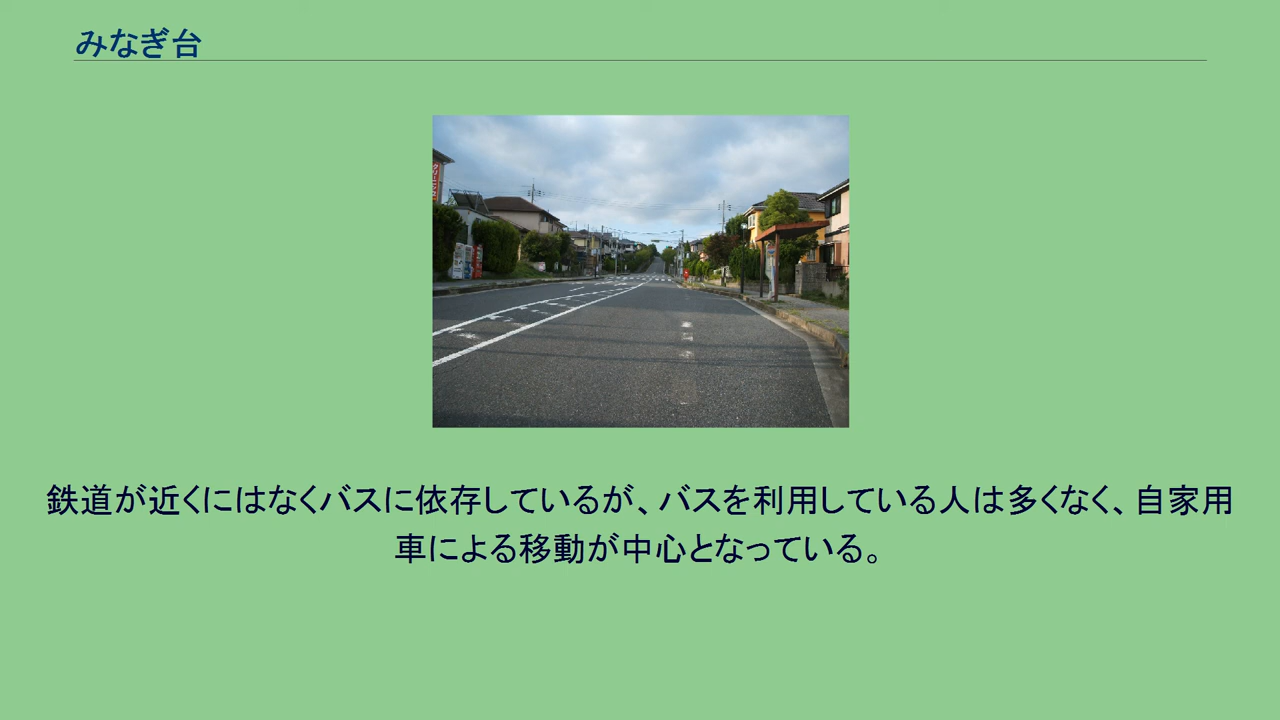 みなぎ台
鉄道が近くにはなくバスに依存しているが、バスを利用している人は多くなく、自家用
車による移動が中心となっている。